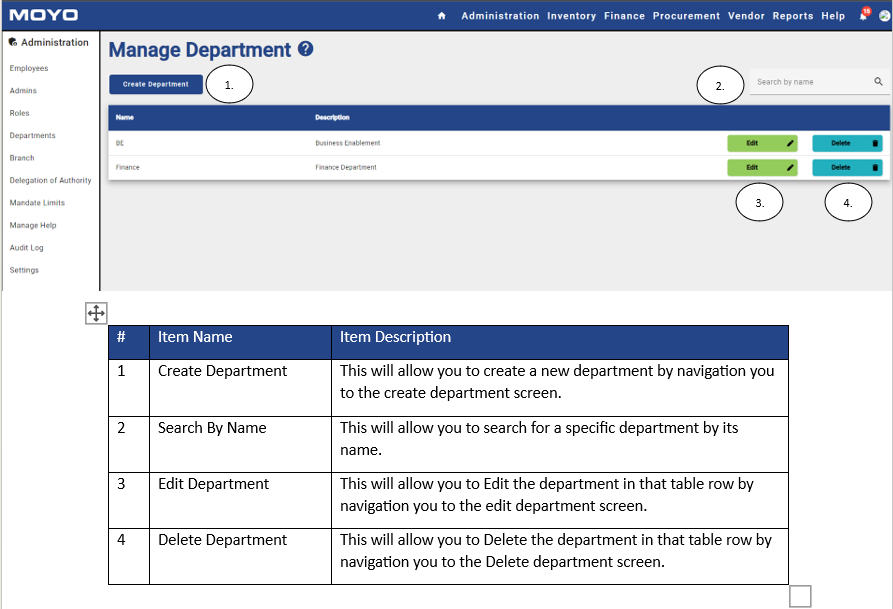 MOYO
Administration Inventory Finance Procurement Vendor Reports Help
Administration
Employees
Admins
Roles
Departments
Branch
Delegation of Authority
Mandate Limits
Manage Help
Audit Log
Settings
Manage Department ?
Create Department
1.
2.
Search by name
Name Description
BE Business Enablement Edit Delete
Finance Finance Department Edit Delete
3.
4.
# Item Name Item Description
1 Create Department This will allow you to create a new department by navigation you
to the create department screen.
2 Search By Name This will allow you to search for a specific department by its
name.
3 Edit Department This will allow you to Edit the department in that table row by
navigation you to the edit department screen.
4 Delete Department This will allow you to Delete the department in that table row by
navigation you to the Delete department screen.